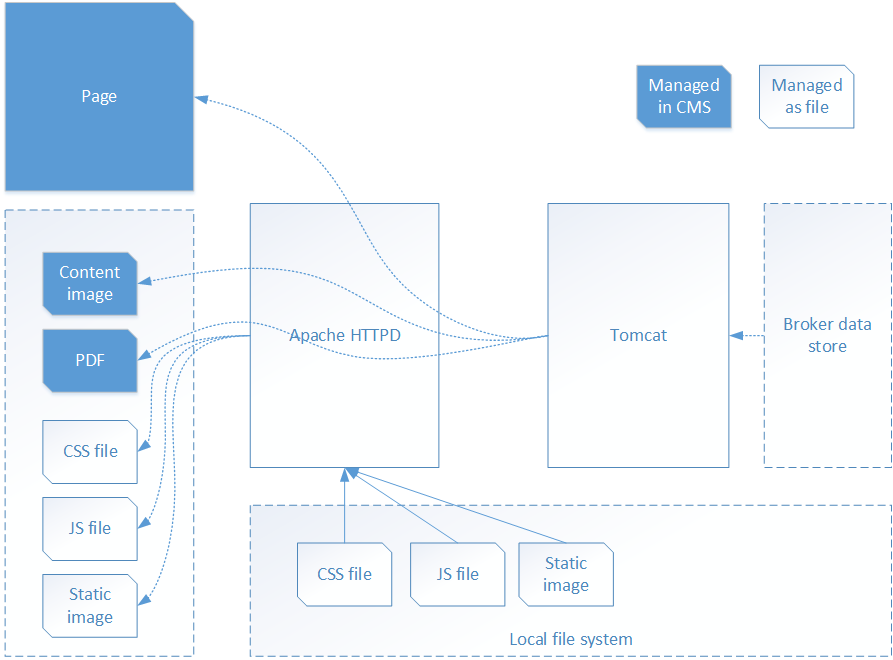 Page
Managed
in CMS
Managed
as file
Content
image
PDF
CSS file
JS file
Static
image
Apache HTTPD
Tomcat
Broker data
store
CSS file
JS file
Static
image
Local file system